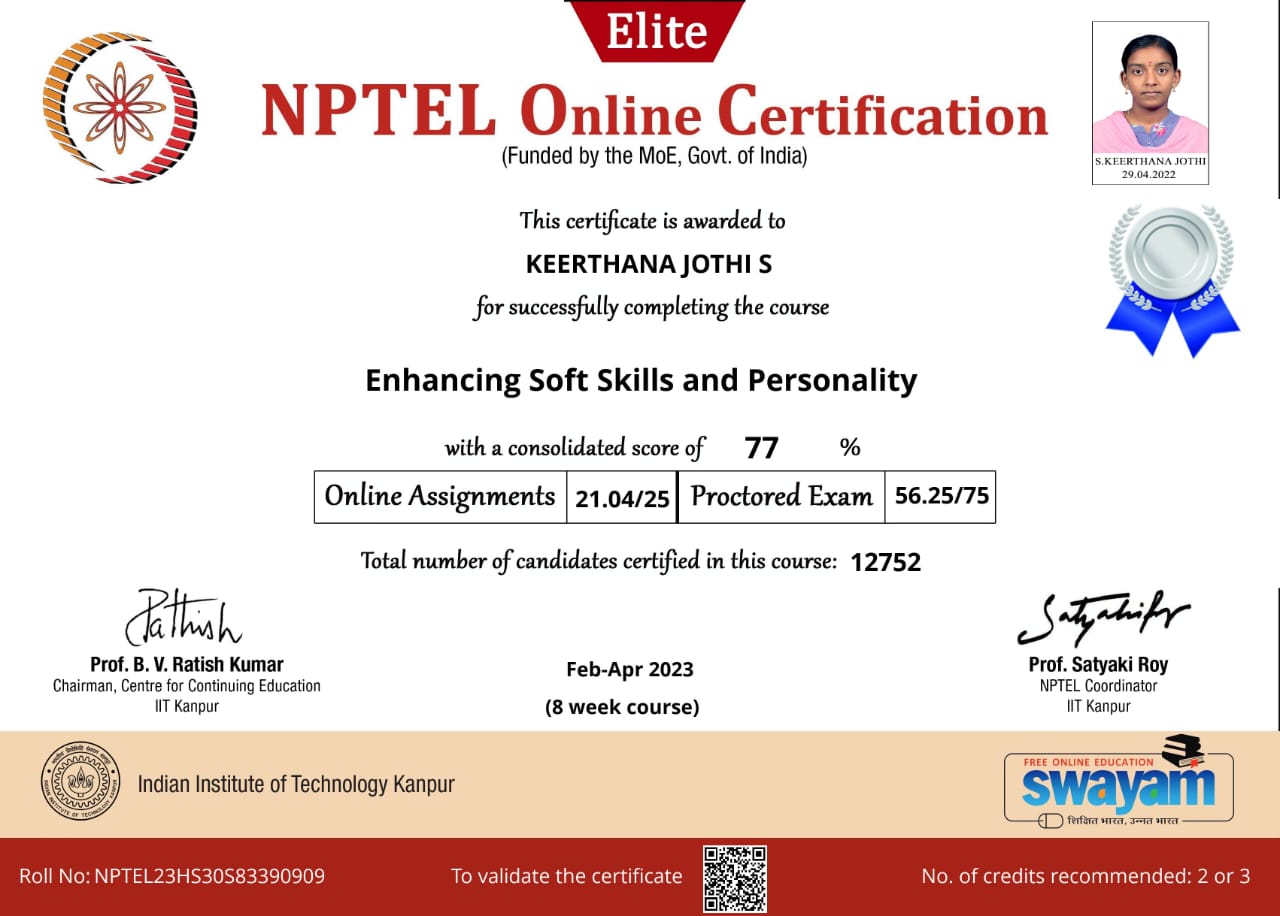 Elite
NPTEL Online Certification
(Funded by the MoE, Govt. of India)
S.KEERTHANA JOTHI
29.04.2022
This certificate is awarded to
KEERTHANA JOTHI S
for successfully completing the course
Enhancing Soft Skills and Personality
with a consolidated score of 77 %
Online Assignments 21.04/25 Proctored Exam 56.25/75
Total number of candidates certified in this course: 12752
Prof. B. V. Ratish Kumar
Chairman, Centre for Continuing Education
IIT Kanpur
Feb-Apr 2023
(8 week course)
Prof. Satyaki Roy
NPTEL Coordinator
IIT Kanpur
Indian Institute of Technology Kanpur
FREE ONLINE EDUCATION
swayam
शिक्षित भारत, उन्नत भारत
Roll No: NPTEL23HS30S83390909
To validate the certificate
No. of credits recommended: 2 or 3